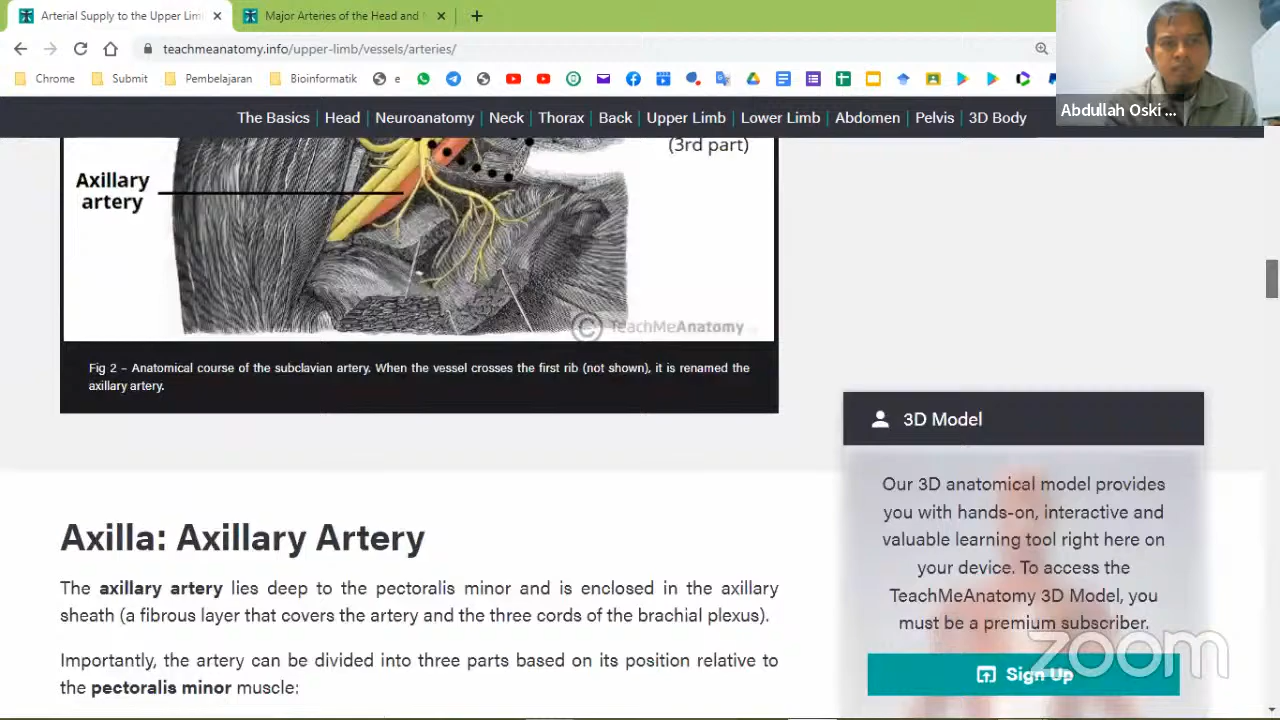 Arterial Supply to the Upper Lim
Major Arteries of the Head and
teachmeanatomy.info/upper-limb/vessels/arteries/
Chrome
Submit
Pembelajaran
Bioinformatik
e
Abdullah Oski ...
The Basics | Head | Neuroanatomy | Neck | Thorax | Back | Upper Limb | Lower Limb | Abdomen | Pelvis | 3D Body
(3rd part)
Axillary
artery
© TeachMeAnatomy
Fig 2 – Anatomical course of the subclavian artery. When the vessel crosses the first rib (not shown), it is renamed the
axillary artery.
Axilla: Axillary Artery
The axillary artery lies deep to the pectoralis minor and is enclosed in the axillary
sheath (a fibrous layer that covers the artery and the three cords of the brachial plexus).
Importantly, the artery can be divided into three parts based on its position relative to
the pectoralis minor muscle:
3D Model
Our 3D anatomical model provides
you with hands-on, interactive and
valuable learning tool right here on
your device. To access the
TeachMeAnatomy 3D Model, you
must be a premium subscriber.
Sign Up
zoom